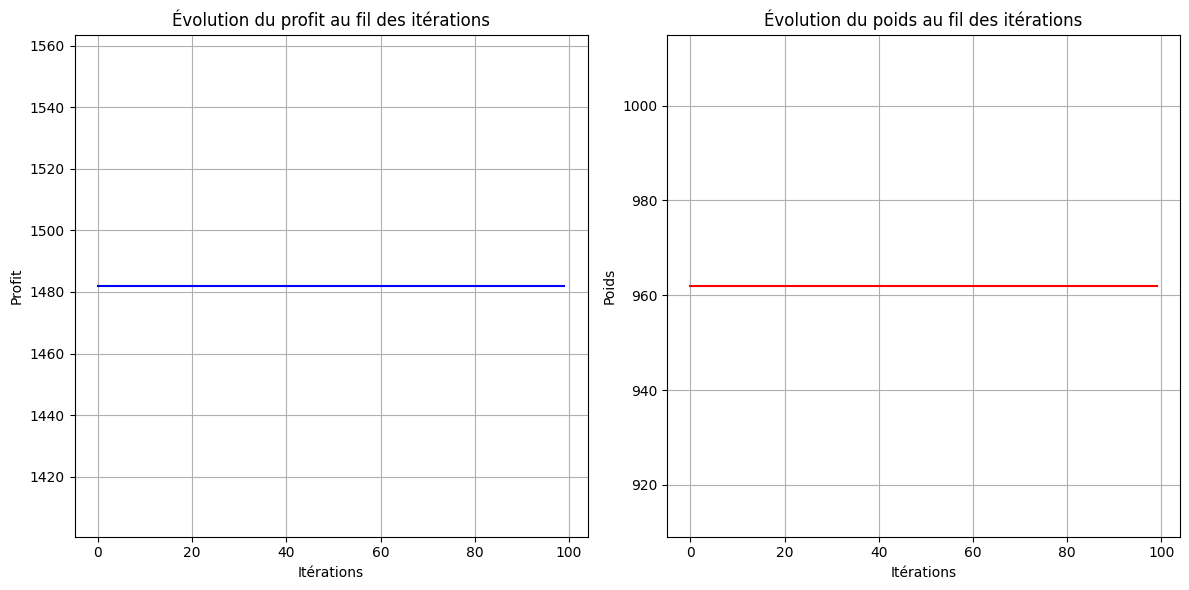 Évolution du profit au fil des itérations
1560
1540
1520
1500
1480
1460
1440
1420
Profit
0 20 40 60 80 100
Itérations
Évolution du poids au fil des itérations
1000
980
960
940
920
Poids
0 20 40 60 80 100
Itérations